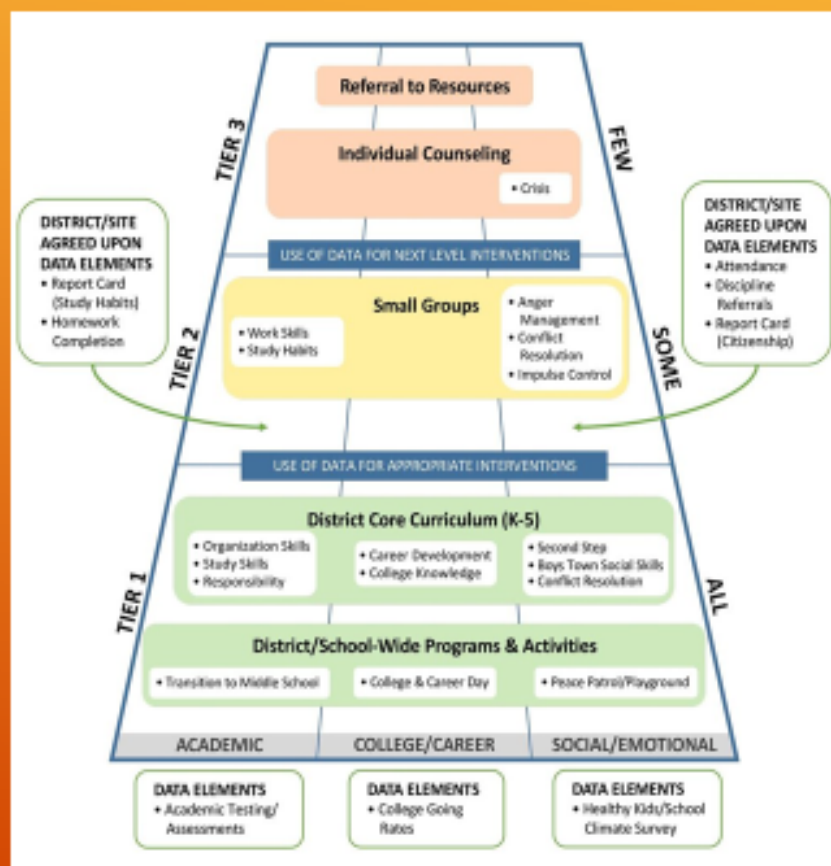 Referral to Resources
TIER 3
FEW
Individual Counseling
• Crisis
DISTRICT/SITE
AGREED UPON
DATA ELEMENTS
• Report Card
(Study Habits)
• Homework
Completion
DISTRICT/SITE
AGREED UPON
DATA ELEMENTS
• Attendance
• Discipline
Referrals
• Report Card
(Citizenship)
USE OF DATA FOR NEXT LEVEL INTERVENTIONS
TIER 2
SOME
Small Groups
• Work Skills
• Study Habits
• Anger
Management
• Conflict
Resolution
• Impulse Control
USE OF DATA FOR APPROPRIATE INTERVENTIONS
TIER 1
ALL
District Core Curriculum (K-5)
• Organization Skills
• Study Skills
• Responsibility
• Career Development
• College Knowledge
• Second Step
• Boys Town Social Skills
• Conflict Resolution
District/School-Wide Programs & Activities
• Transition to Middle School
• College & Career Day
• Peace Patrol/Playground
ACADEMIC
COLLEGE/CAREER
SOCIAL/EMOTIONAL
DATA ELEMENTS
• Academic Testing/
Assessments
DATA ELEMENTS
• College Going
Rates
DATA ELEMENTS
• Healthy Kids/School
Climate Survey